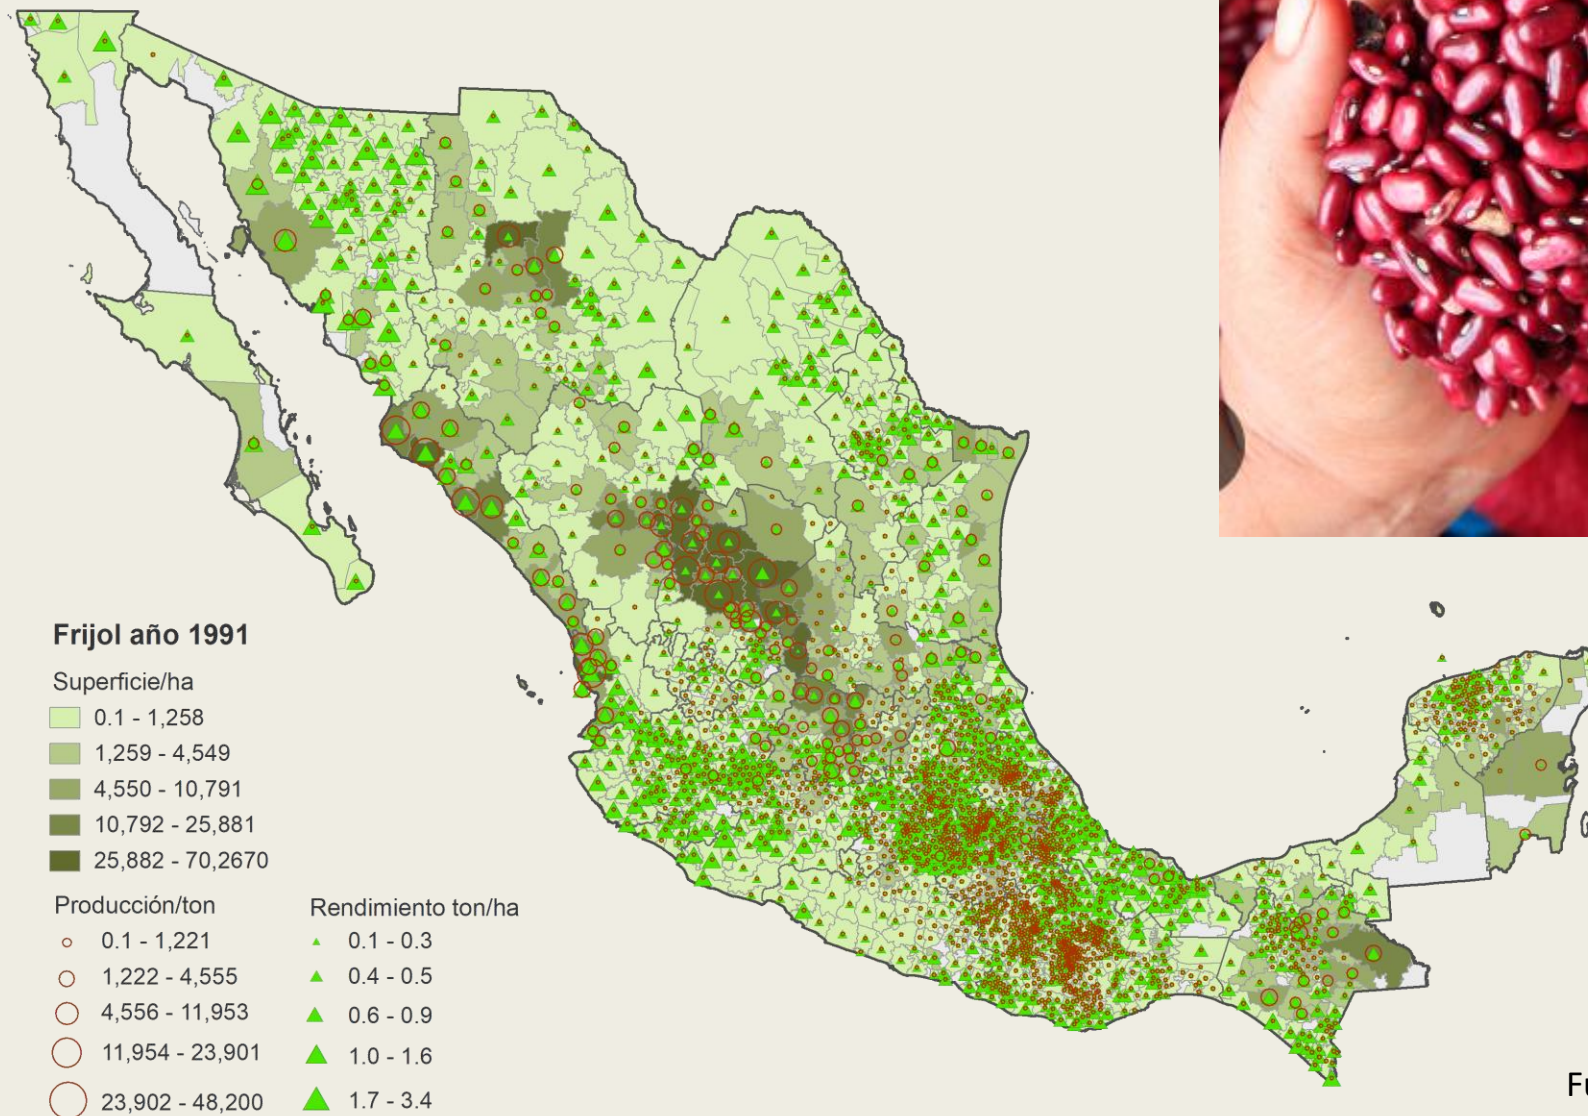 Frijol año 1991
Superficie/ha
0.1 - 1,258
1,259 - 4,549
4,550 - 10,791
10,792 - 25,881
25,882 - 70,2670
Producción/ton
0.1 - 1,221
1,222 - 4,555
4,556 - 11,953
11,954 - 23,901
23,902 - 48,200
Rendimiento ton/ha
0.1 - 0.3
0.4 - 0.5
0.6 - 0.9
1.0 - 1.6
1.7 - 3.4
Fu